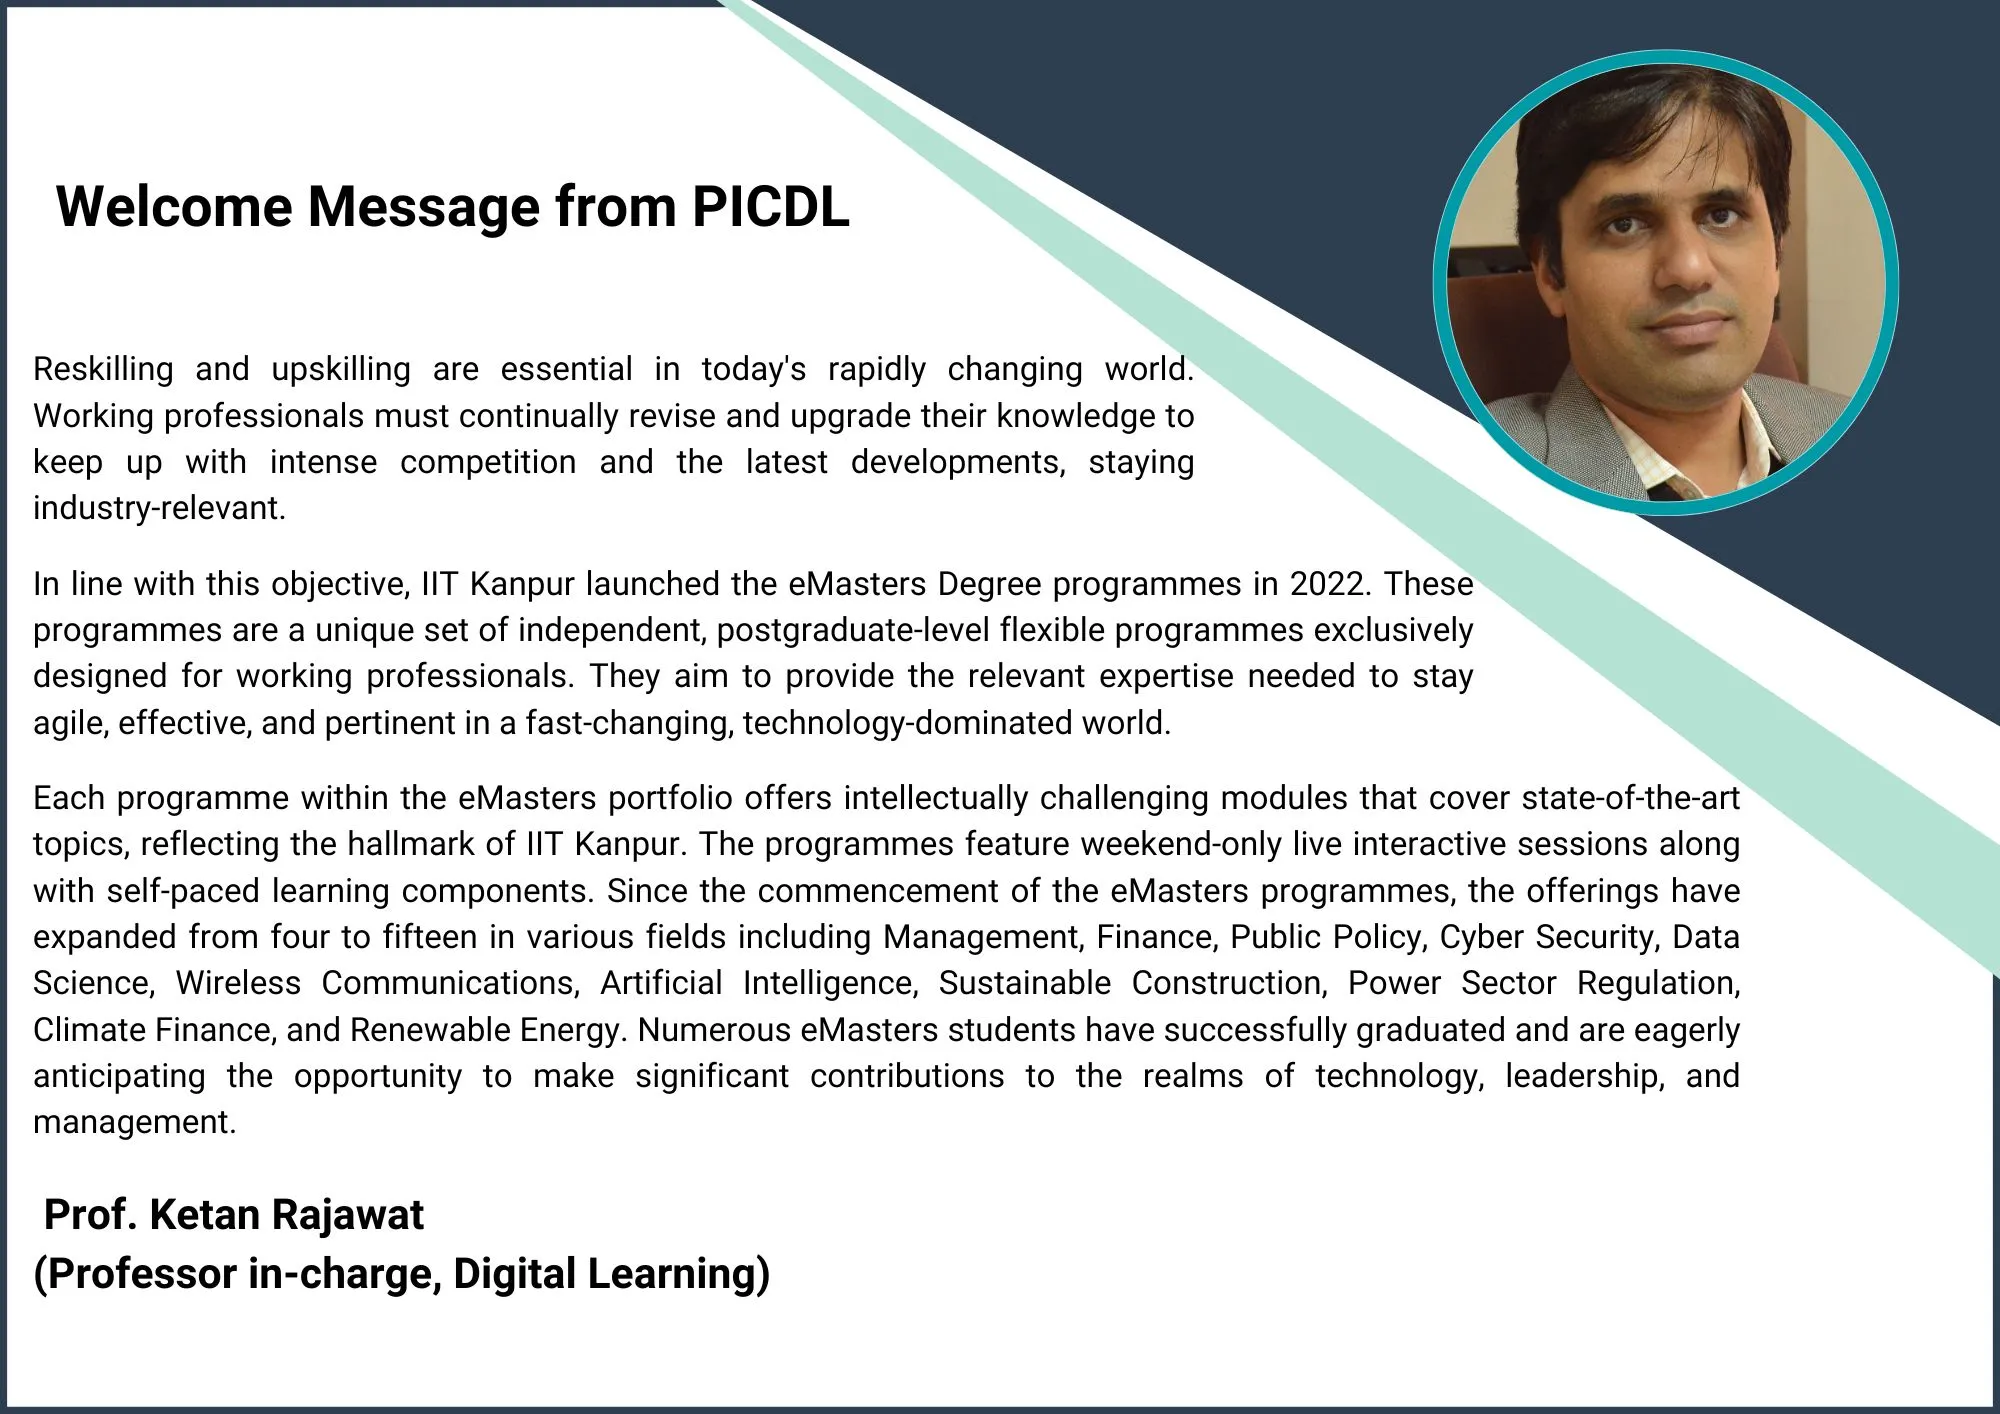 Welcome Message from PICDL
Reskilling and upskilling are essential in today's rapidly changing world.
Working professionals must continually revise and upgrade their knowledge to
keep up with intense competition and the latest developments, staying
industry-relevant.
In line with this objective, IIT Kanpur launched the eMasters Degree programmes in 2022. These
programmes are a unique set of independent, postgraduate-level flexible programmes exclusively
designed for working professionals. They aim to provide the relevant expertise needed to stay
agile, effective, and pertinent in a fast-changing, technology-dominated world.
Each programme within the eMasters portfolio offers intellectually challenging modules that cover state-of-the-art
topics, reflecting the hallmark of IIT Kanpur. The programmes feature weekend-only live interactive sessions along
with self-paced learning components. Since the commencement of the eMasters programmes, the offerings have
expanded from four to fifteen in various fields including Management, Finance, Public Policy, Cyber Security, Data
Science, Wireless Communications, Artificial Intelligence, Sustainable Construction, Power Sector Regulation,
Climate Finance, and Renewable Energy. Numerous eMasters students have successfully graduated and are eagerly
anticipating the opportunity to make significant contributions to the realms of technology, leadership, and
management.
Prof. Ketan Rajawat
(Professor in-charge, Digital Learning)